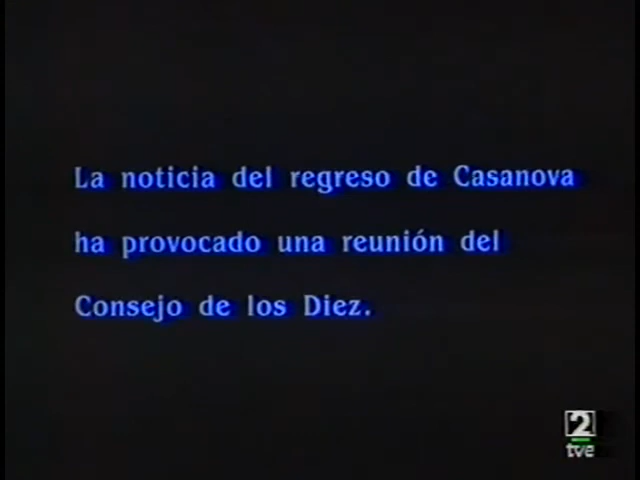 La noticia del regreso de Casanova
ha provocado una reunión del
Consejo de los Diez.
2
tve